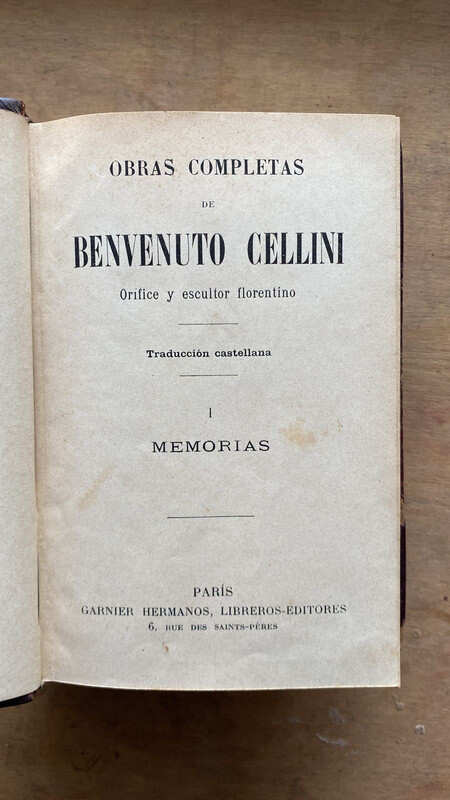 OBRAS COMPLETAS
DE
BENVENUTO CELLINI
Orífice y escultor florentino
Traducción castellana
I
MEMORIAS
PARÍS
GARNIER HERMANOS, LIBREROS-EDITORES
6, RUE DES SAINTS-PÈRES